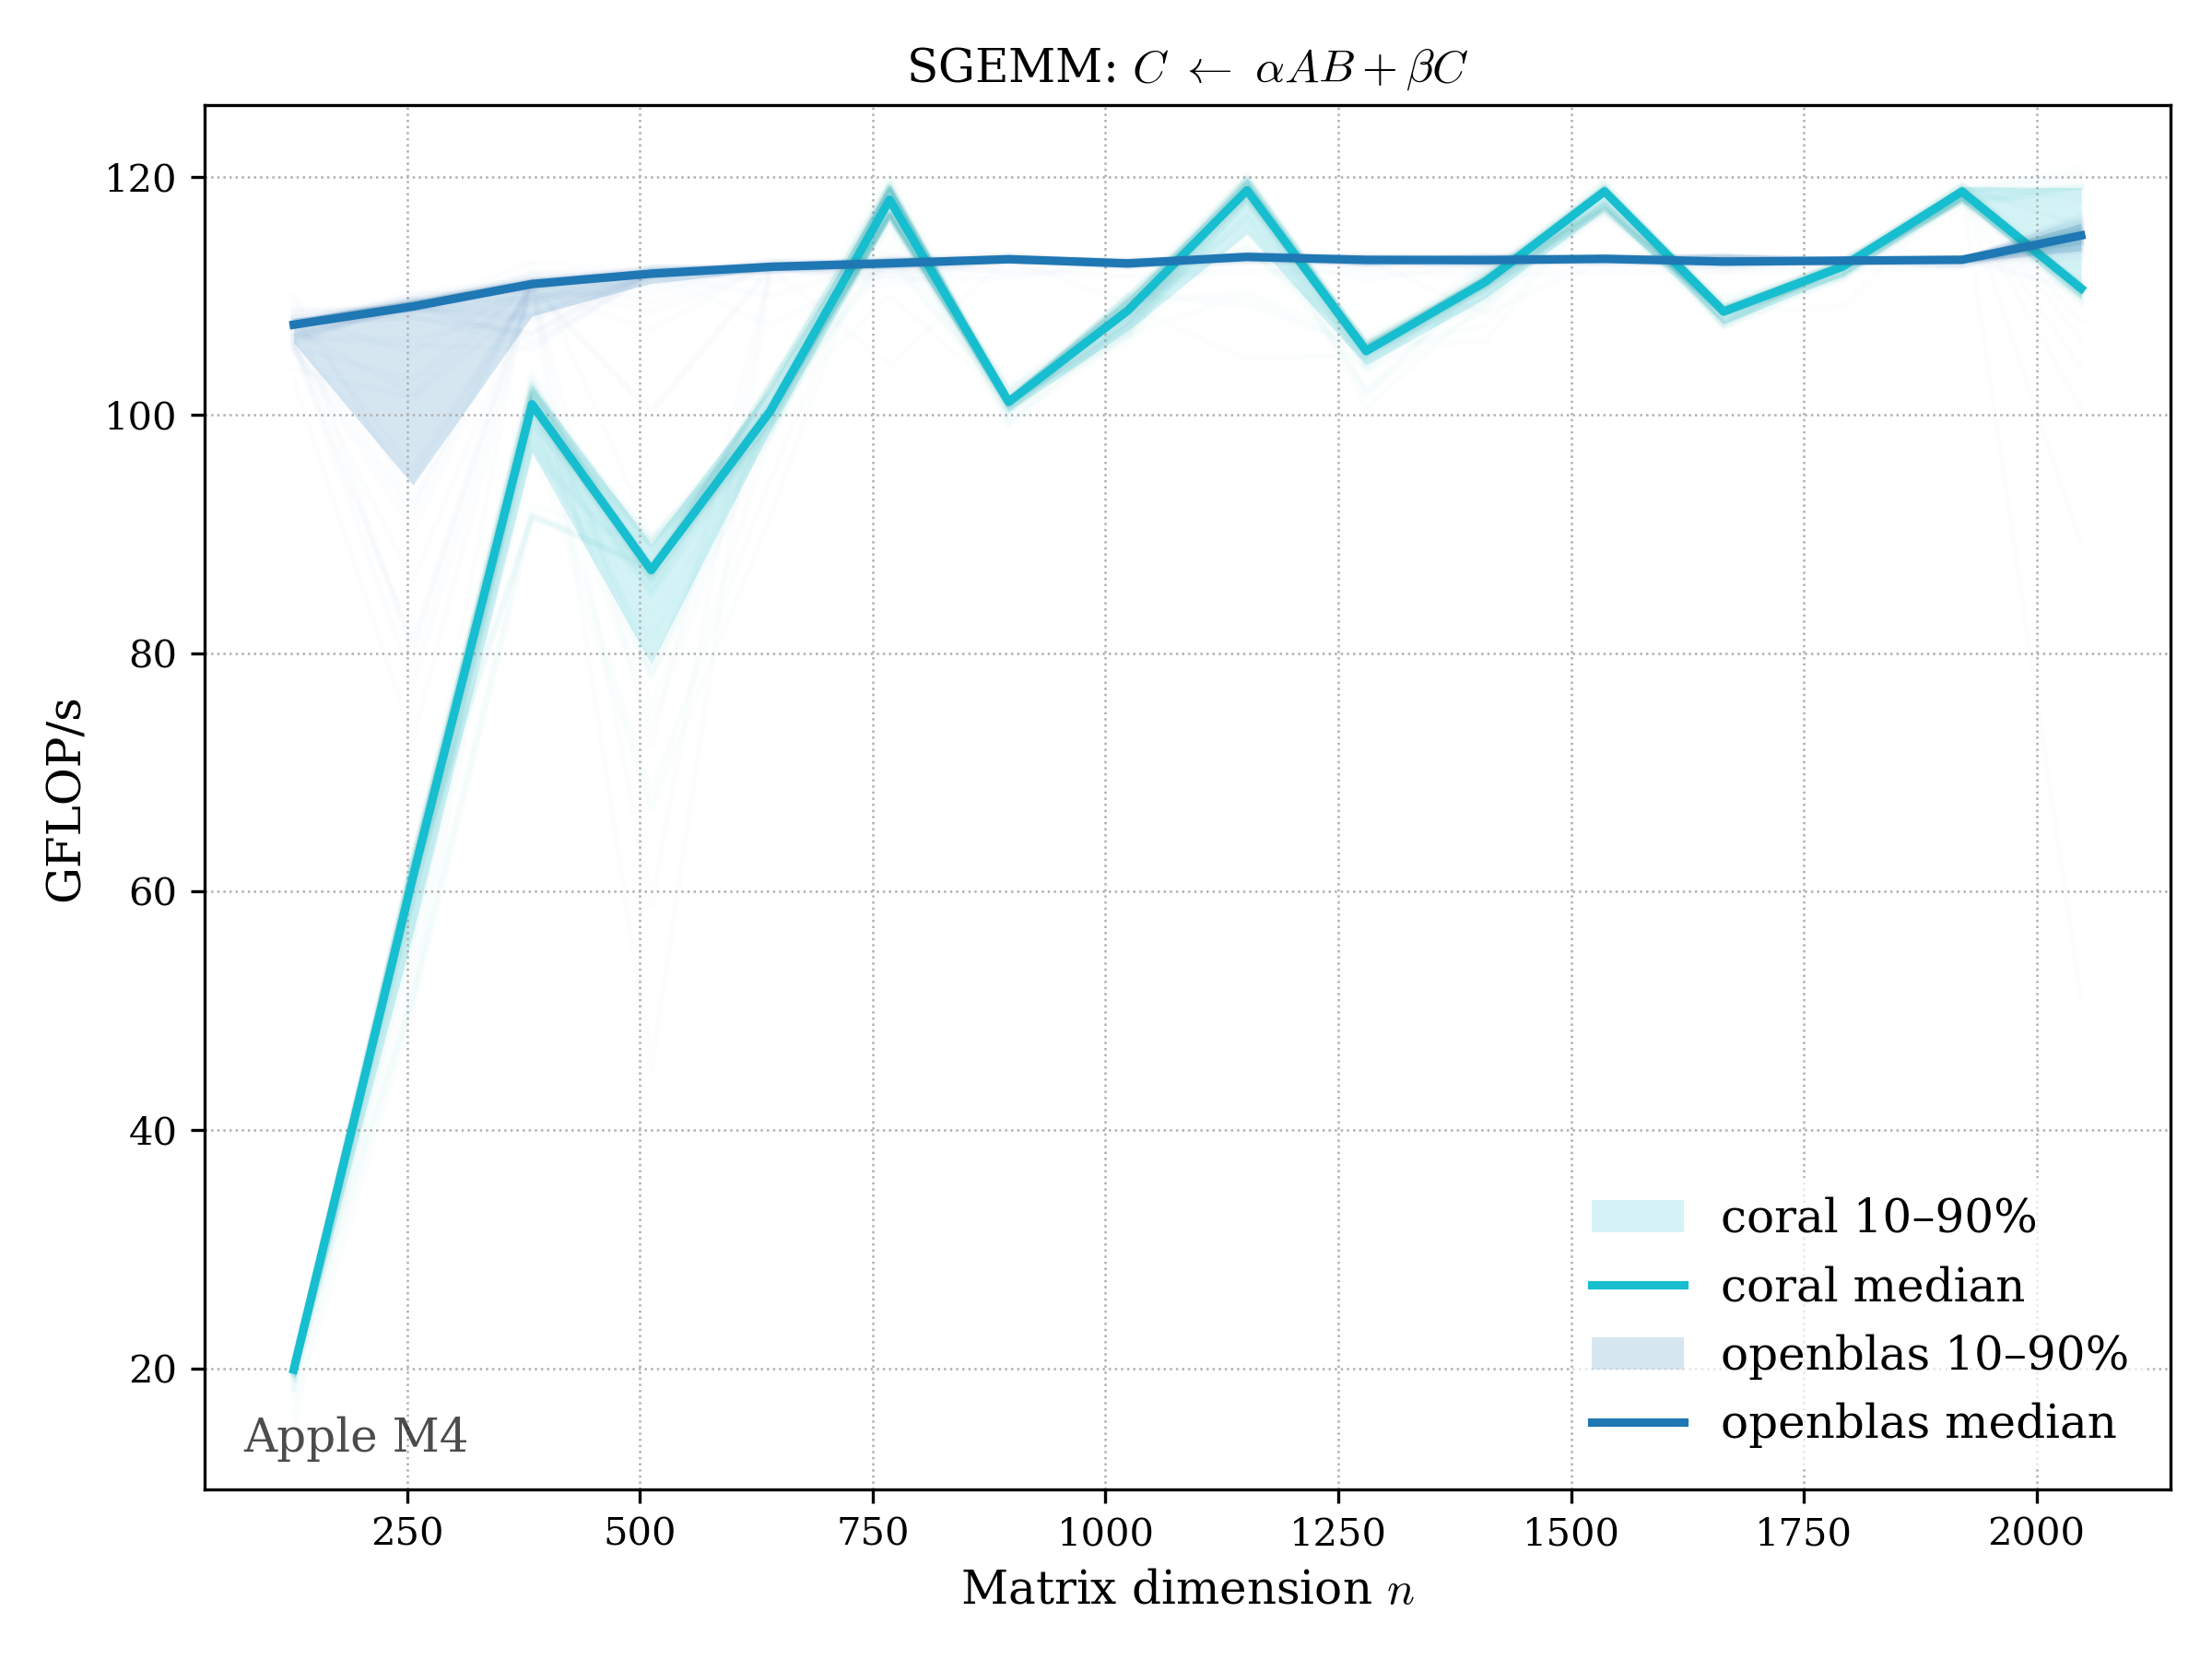 SGEMM: C ← αAB + βC
120
100
80
60
40
20
GFLOP/s
coral 10–90%
coral median
openblas 10–90%
openblas median
Apple M4
250 500 750 1000 1250 1500 1750 2000
Matrix dimension n